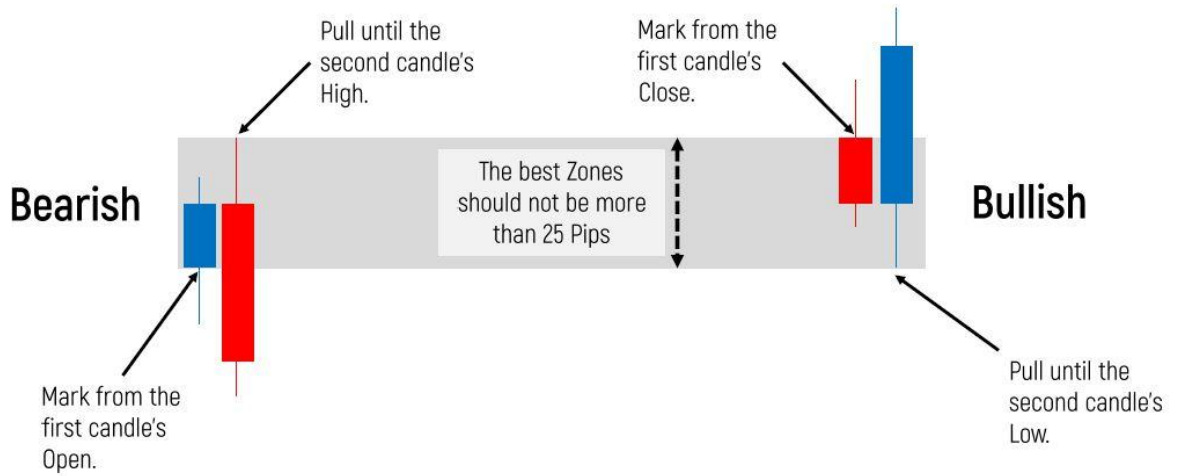 Pull until the
second candle's
High.
Mark from the
first candle's
Close.
Bearish
The best Zones
should not be more
than 25 Pips
Bullish
Mark from the
first candle's
Open.
Pull until the
second candle's
Low.